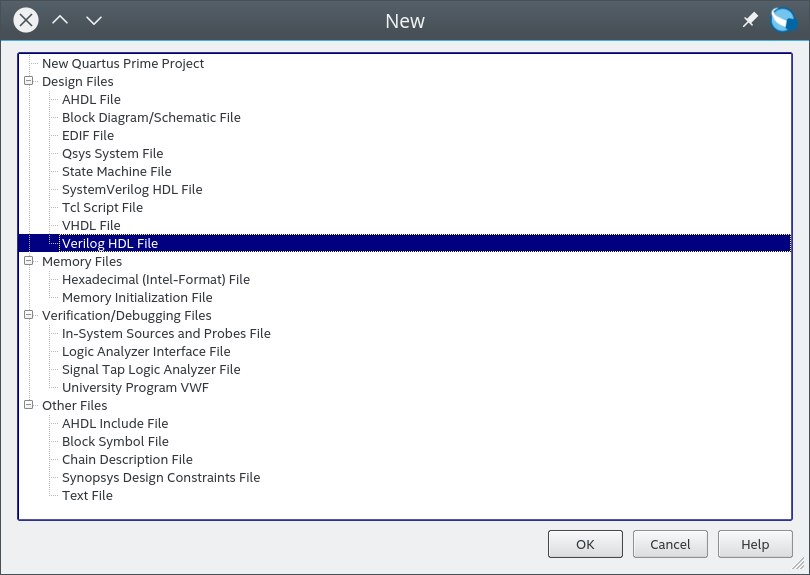 New
New Quartus Prime Project
Design Files
AHDL File
Block Diagram/Schematic File
EDIF File
Qsys System File
State Machine File
SystemVerilog HDL File
Tcl Script File
VHDL File
Verilog HDL File
Memory Files
Hexadecimal (Intel-Format) File
Memory Initialization File
Verification/Debugging Files
In-System Sources and Probes File
Logic Analyzer Interface File
Signal Tap Logic Analyzer File
University Program VWF
Other Files
AHDL Include File
Block Symbol File
Chain Description File
Synopsys Design Constraints File
Text File
OK Cancel Help